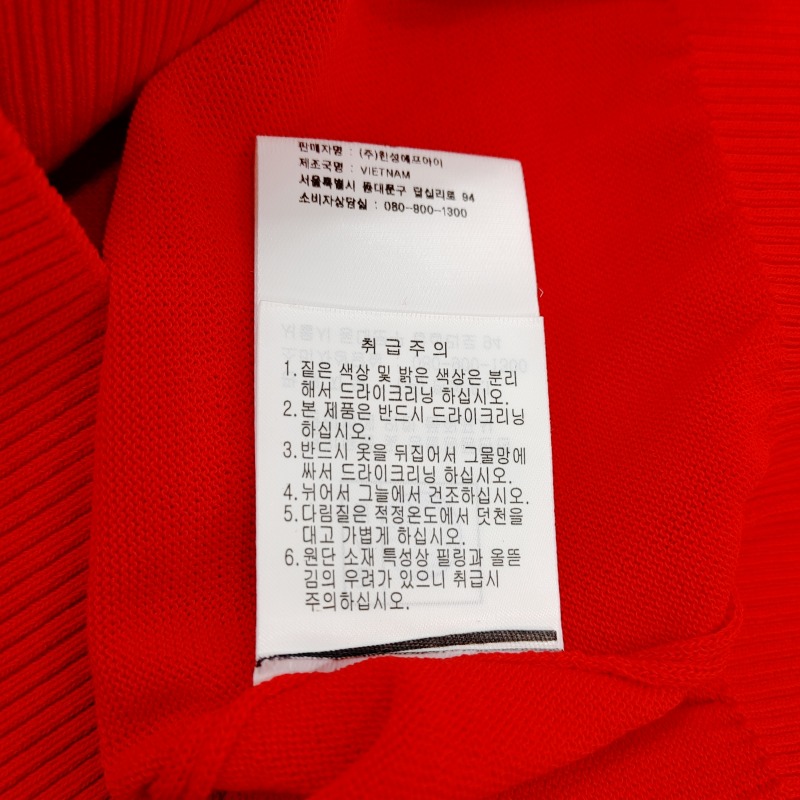 판매자명 : (주)한섬에프아이
제조국명 : VIETNAM
서울특별시 동대문구 답십리로 94
소비자상담실 : 080-900-1300
취 급 주 의
1. 짙은 색상 및 밝은 색상은 분리
해서 드라이크리닝 하십시오.
2. 본 제품은 반드시 드라이크리닝
하십시오.
3. 반드시 옷을 뒤집어서 그물망에
싸서 드라이크리닝 하십시오.
4. 뉘어서 그늘에서 건조하십시오.
5. 다림질은 적정온도에서 덧천을
대고 가볍게 하십시오.
6. 원단 소재 특성상 필링과 올뜯
김의 우려가 있으니 취급시
주의하십시오.